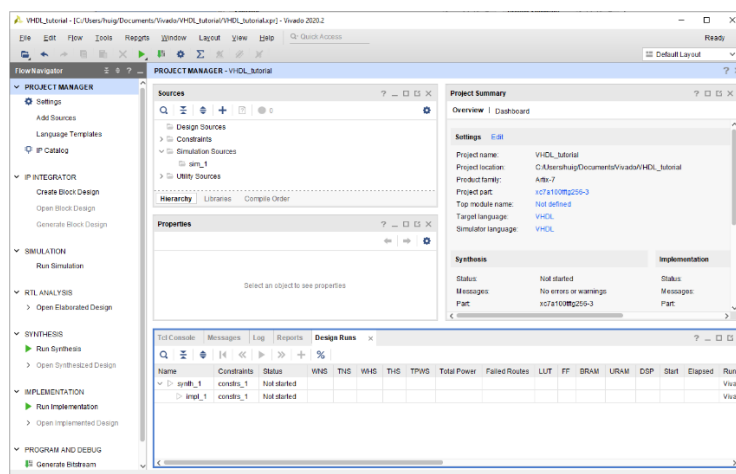 VHDL_tutorial - [C:/Users/huig/Documents/Vivado/VHDL_tutorial/VHDL_tutorial.xpr] - Vivado 2020.2
File Edit Flow Tools Reports Window Layout View Help Quick Access Ready
Default Layout
Flow Navigator
PROJECT MANAGER - VHDL_tutorial
PROJECT MANAGER
Settings
Add Sources
Language Templates
IP Catalog
IP INTEGRATOR
Create Block Design
Open Block Design
Generate Block Design
SIMULATION
Run Simulation
RTL ANALYSIS
Open Elaborated Design
SYNTHESIS
Run Synthesis
Open Synthesized Design
IMPLEMENTATION
Run Implementation
Open Implemented Design
PROGRAM AND DEBUG
Generate Bitstream
Sources
0
Design Sources
Constraints
Simulation Sources
sim_1
Utility Sources
Hierarchy Libraries Compile Order
Properties
Select an object to see properties
Project Summary
Overview | Dashboard
Settings Edit
Project name: VHDL_tutorial
Project location: C:/Users/huig/Documents/Vivado/VHDL_tutorial
Product family: Artix-7
Project part: xc7a100tftg256-3
Top module name: Not defined
Target language: VHDL
Simulator language: VHDL
Synthesis Implementation
Status: Not started Status:
Messages: No errors or warnings Messages:
Part: xc7a100tftg256-3 Part:
Tcl Console Messages Log Reports Design Runs
Name Constraints Status WNS TNS WHS THS TPWS Total Power Failed Routes LUT FF BRAM URAM DSP Start Elapsed Run
synth_1 constrs_1 Not started Viva
impl_1 constrs_1 Not started Viva